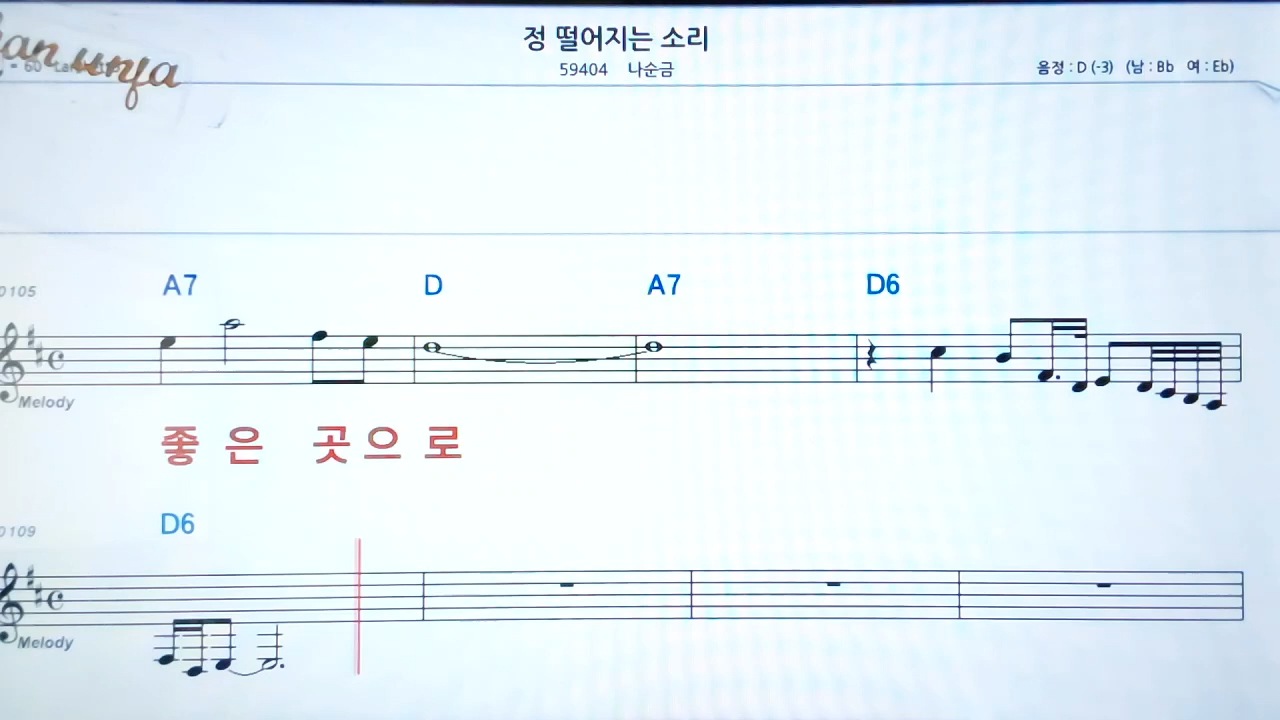 정 떨어지는 소리
59404 나순금
음정 : D (-3) (남 : Bb 여 : Eb)
= 60
A7 D A7 D6
0105
Melody
좋 은 곳 으 로
D6
0109
Melody